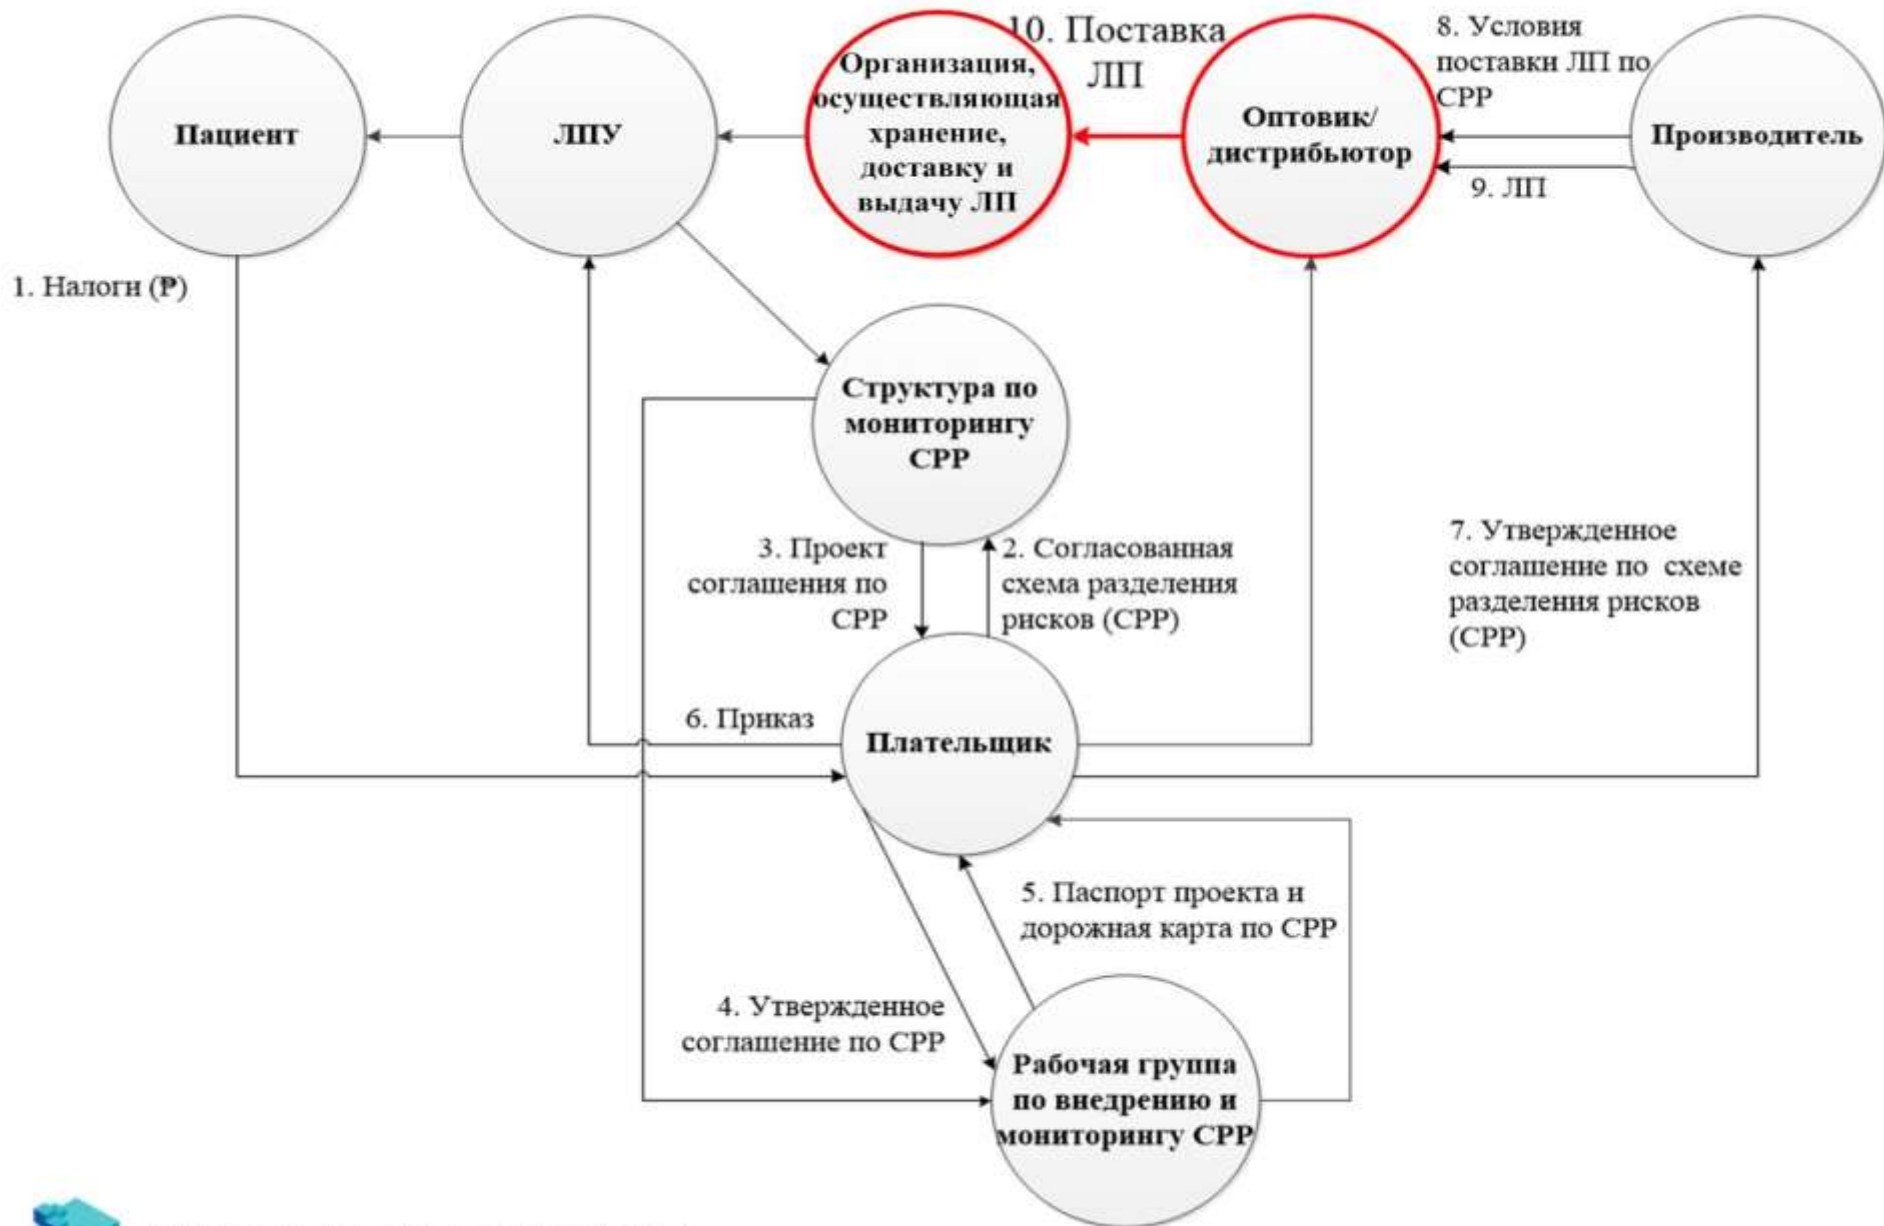 Пациент
ЛПУ
Организация,
осуществляющая
хранение,
доставку и
выдачу ЛП
10. Поставка
ЛП
Оптовик/
дистрибьютор
8. Условия
поставки ЛП по
СРР
9. ЛП
Производитель
1. Налоги (₽)
Структура по
мониторингу
СРР
3. Проект
соглашения по
СРР
2. Согласованная
схема разделения
рисков (СРР)
7. Утвержденное
соглашение по схеме
разделения рисков
(СРР)
6. Приказ
Плательщик
5. Паспорт проекта и
дорожная карта по СРР
4. Утвержденное
соглашение по СРР
Рабочая группа
по внедрению и
мониторингу СРР